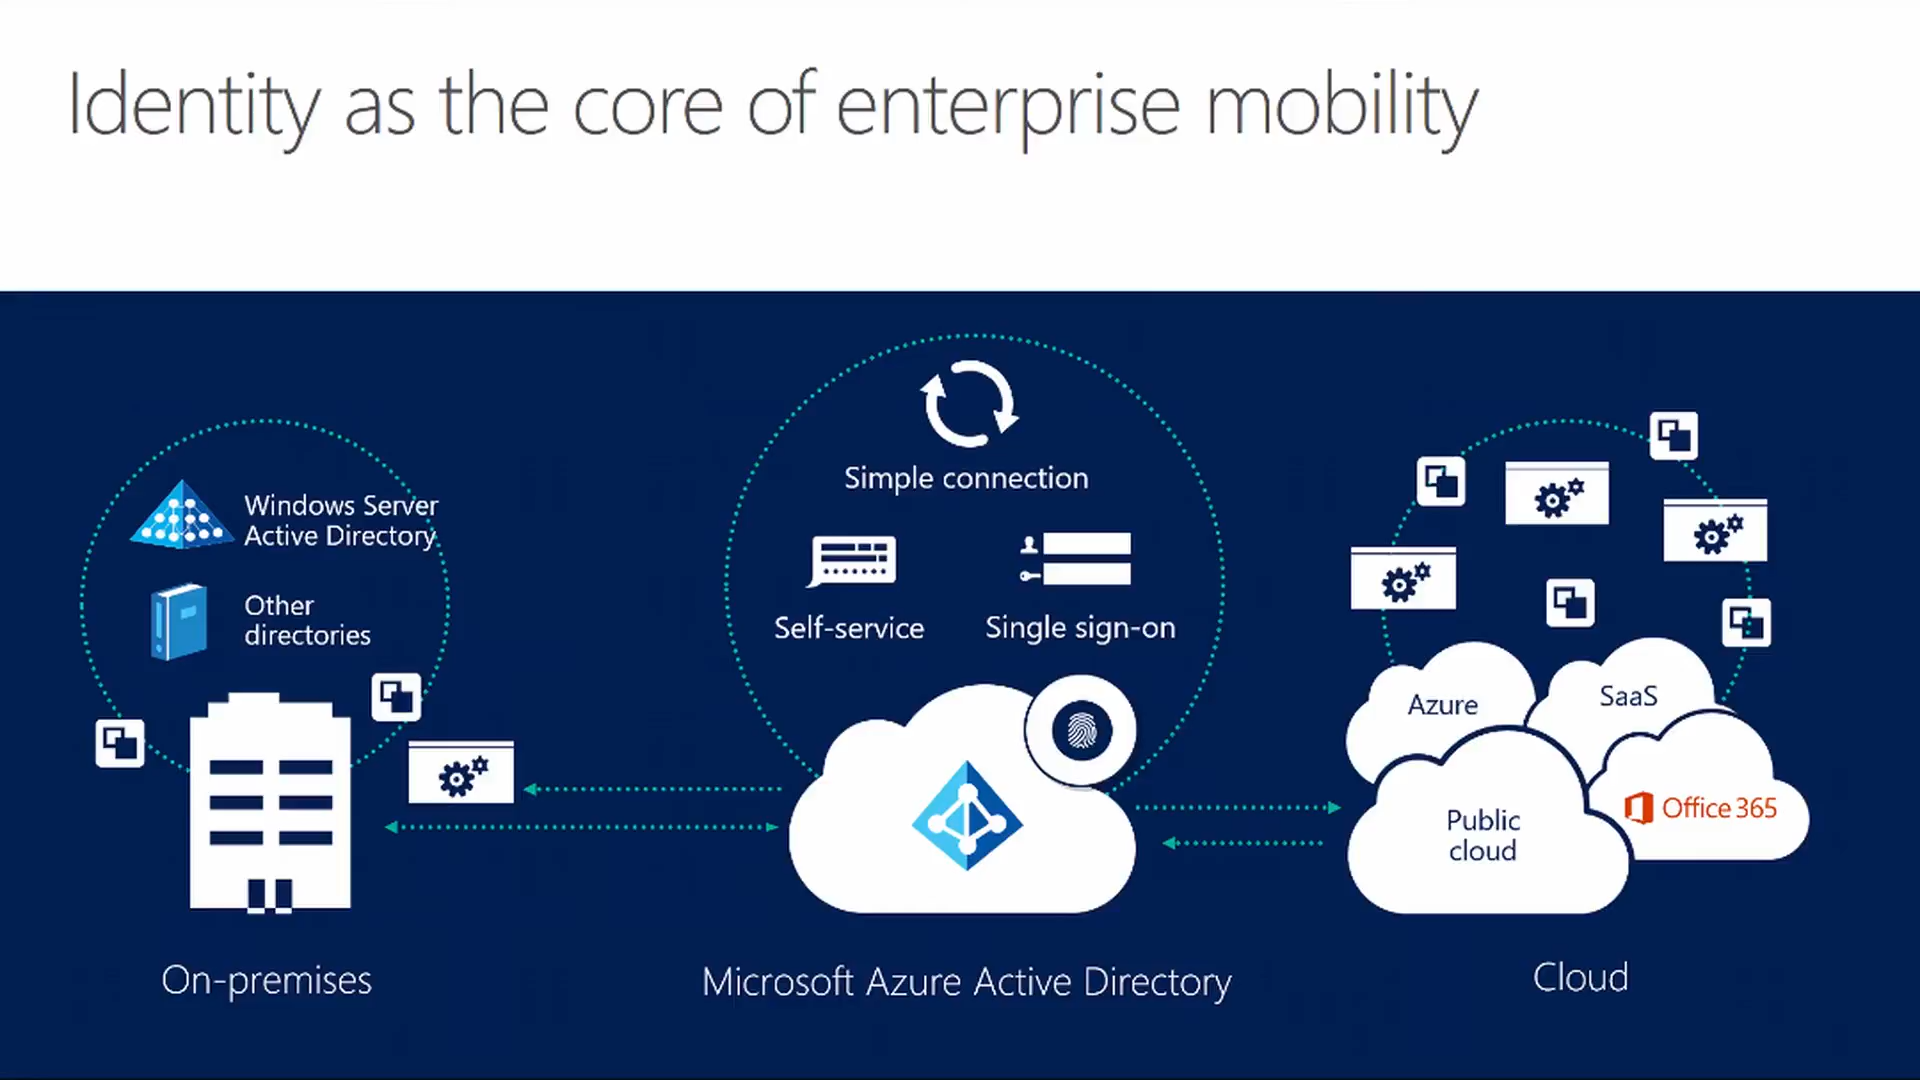 Identity as the core of enterprise mobility
Simple connection
Windows Server
Active Directory
Other
directories
Self-service
Single sign-on
Azure
SaaS
Public
cloud
Office 365
On-premises
Microsoft Azure Active Directory
Cloud